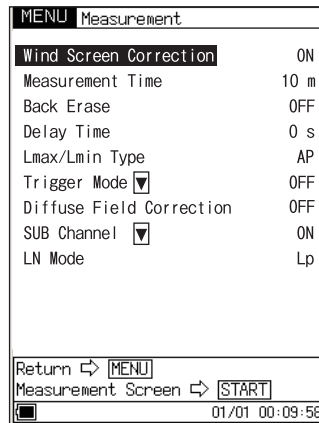 MENU Measurement
Wind Screen Correction ON
Measurement Time 10 m
Back Erase OFF
Delay Time 0 s
Lmax/Lmin Type AP
Trigger Mode ▼ OFF
Diffuse Field Correction OFF
SUB Channel ▼ ON
LN Mode Lp
Return ⇨ MENU
Measurement Screen ⇨ START
01/01 00:09:58